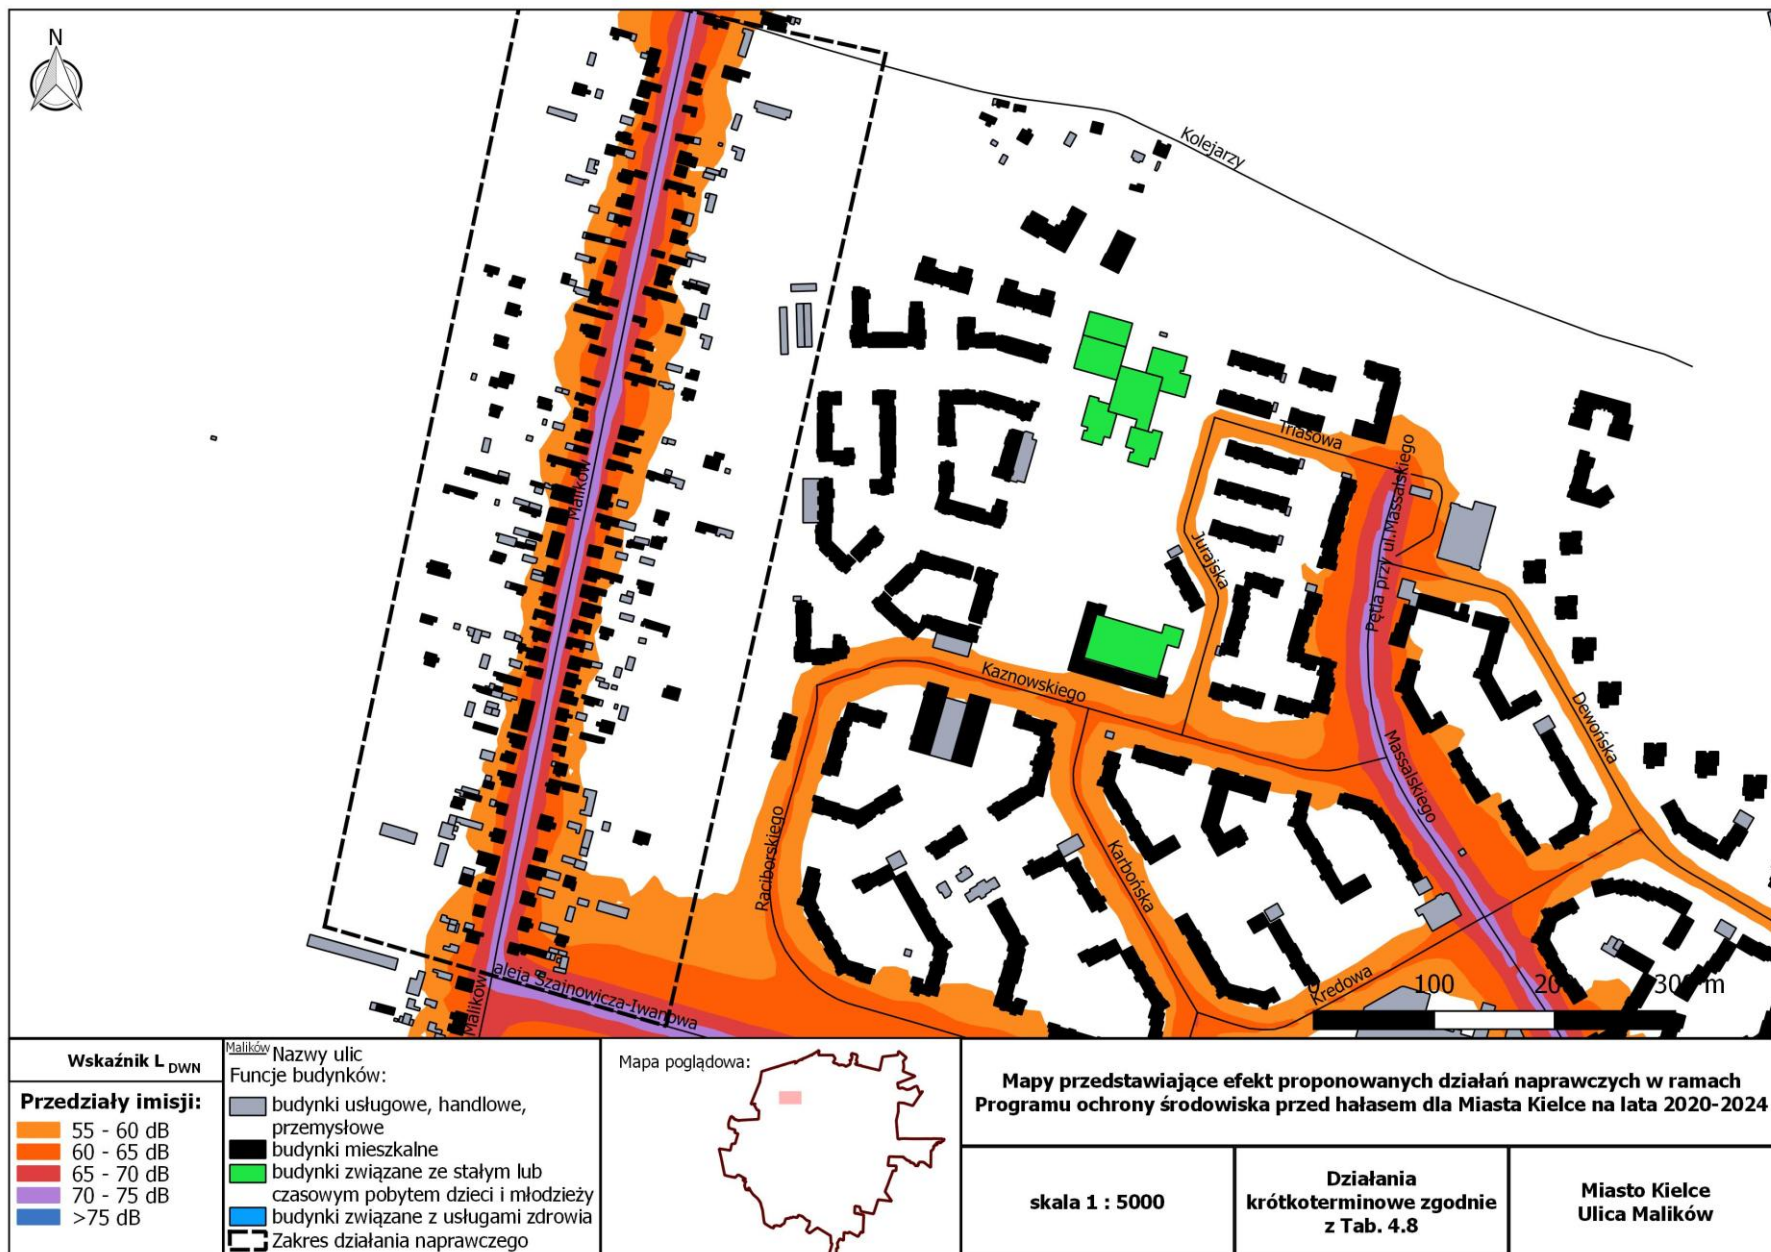 N
Kolejarzy
Triasowa
Pętla przy ul.Massalskiego
Malików
Jurajska
Kaznowskiego
Dewońska
Massalskiego
Raciborskiego
Karbońska
Kredowa
aleja Szajnowicza-Iwanowa
Malików
0 100 200 300 m
Wskaźnik L DWN
Przedziały imisji:
55 - 60 dB
60 - 65 dB
65 - 70 dB
70 - 75 dB
>75 dB
Malików Nazwy ulic
Funcje budynków:
budynki usługowe, handlowe,
przemysłowe
budynki mieszkalne
budynki związane ze stałym lub
czasowym pobytem dzieci i młodzieży
budynki związane z usługami zdrowia
Zakres działania naprawczego
Mapa poglądowa:
Mapy przedstawiające efekt proponowanych działań naprawczych w ramach
Programu ochrony środowiska przed hałasem dla Miasta Kielce na lata 2020-2024
skala 1 : 5000
Działania
krótkoterminowe zgodnie
z Tab. 4.8
Miasto Kielce
Ulica Malików